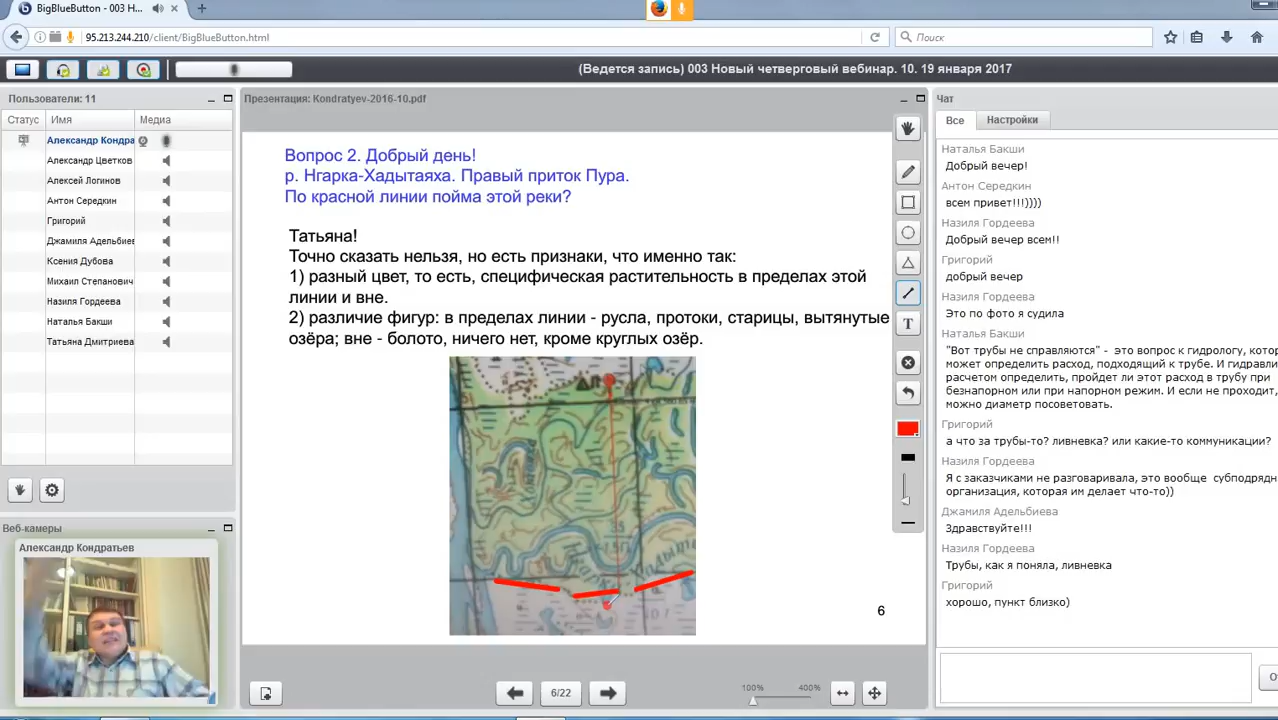 BigBlueButton - 003 Н...
95.213.244.210/client/BigBlueButton.html
Поиск
(Ведется запись) 003 Новый четверговый вебинар. 10. 19 января 2017
Пользователи: 11
Статус Имя Медиа
Александр Кондра
Александр Цветков
Алексей Логинов
Антон Середкин
Григорий
Джамиля Адельбиев
Ксения Дубова
Михаил Степанович
Назиля Гордеева
Наталья Бакши
Татьяна Дмитриева
Веб-камеры
Александр Кондратьев
Презентация: Kondratyev-2016-10.pdf
Вопрос 2. Добрый день!
р. Нгарка-Хадытаяха. Правый приток Пура.
По красной линии пойма этой реки?
Татьяна!
Точно сказать нельзя, но есть признаки, что именно так:
1) разный цвет, то есть, специфическая растительность в пределах этой
линии и вне.
2) различие фигур: в пределах линии - русла, протоки, старицы, вытянутые
озёра; вне - болото, ничего нет, кроме круглых озёр.
6
6/22
100% 400%
T
Чат
Все Настройки
Наталья Бакши
Добрый вечер!
Антон Середкин
всем привет!!!))))
Назиля Гордеева
Добрый вечер всем!!
Григорий
добрый вечер
Назиля Гордеева
Это по фото я судила
Наталья Бакши
"Вот трубы не справляются" - это вопрос к гидрологу, котор
может определить расход, подходящий к трубе. И гидравли
расчетом определить, пройдет ли этот расход в трубу при
безнапорном или при напорном режиме. И если не проходит,
можно диаметр посоветовать.
Григорий
а что за трубы-то? ливневка? или какие-то коммуникации?
Назиля Гордеева
Я с заказчиками не разговаривала, это вообще субподрядн
организация, которая им делает что-то))
Джамиля Адельбиева
Здравствуйте!!!
Назиля Гордеева
Трубы, как я поняла, ливневка
Григорий
хорошо, пункт близко)